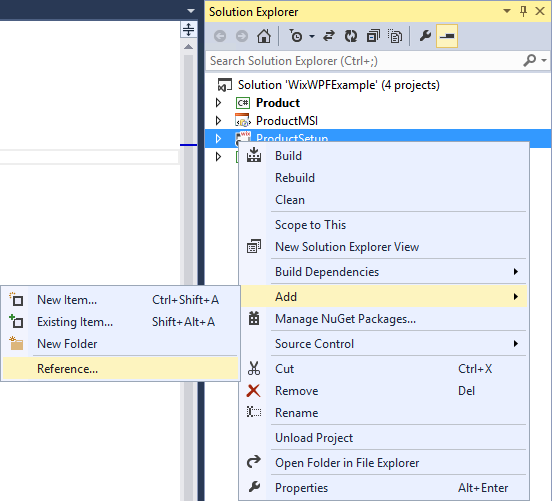 Solution Explorer
Search Solution Explorer (Ctrl+;)
Solution 'WixWPFExample' (4 projects)
C# Product
ProductMSI
ProductSetup
Build
Rebuild
Clean
Scope to This
New Solution Explorer View
Build Dependencies
Add
Manage NuGet Packages...
Source Control
Cut Ctrl+X
Remove Del
Rename
Unload Project
Open Folder in File Explorer
Properties Alt+Enter
New Item... Ctrl+Shift+A
Existing Item... Shift+Alt+A
New Folder
Reference...